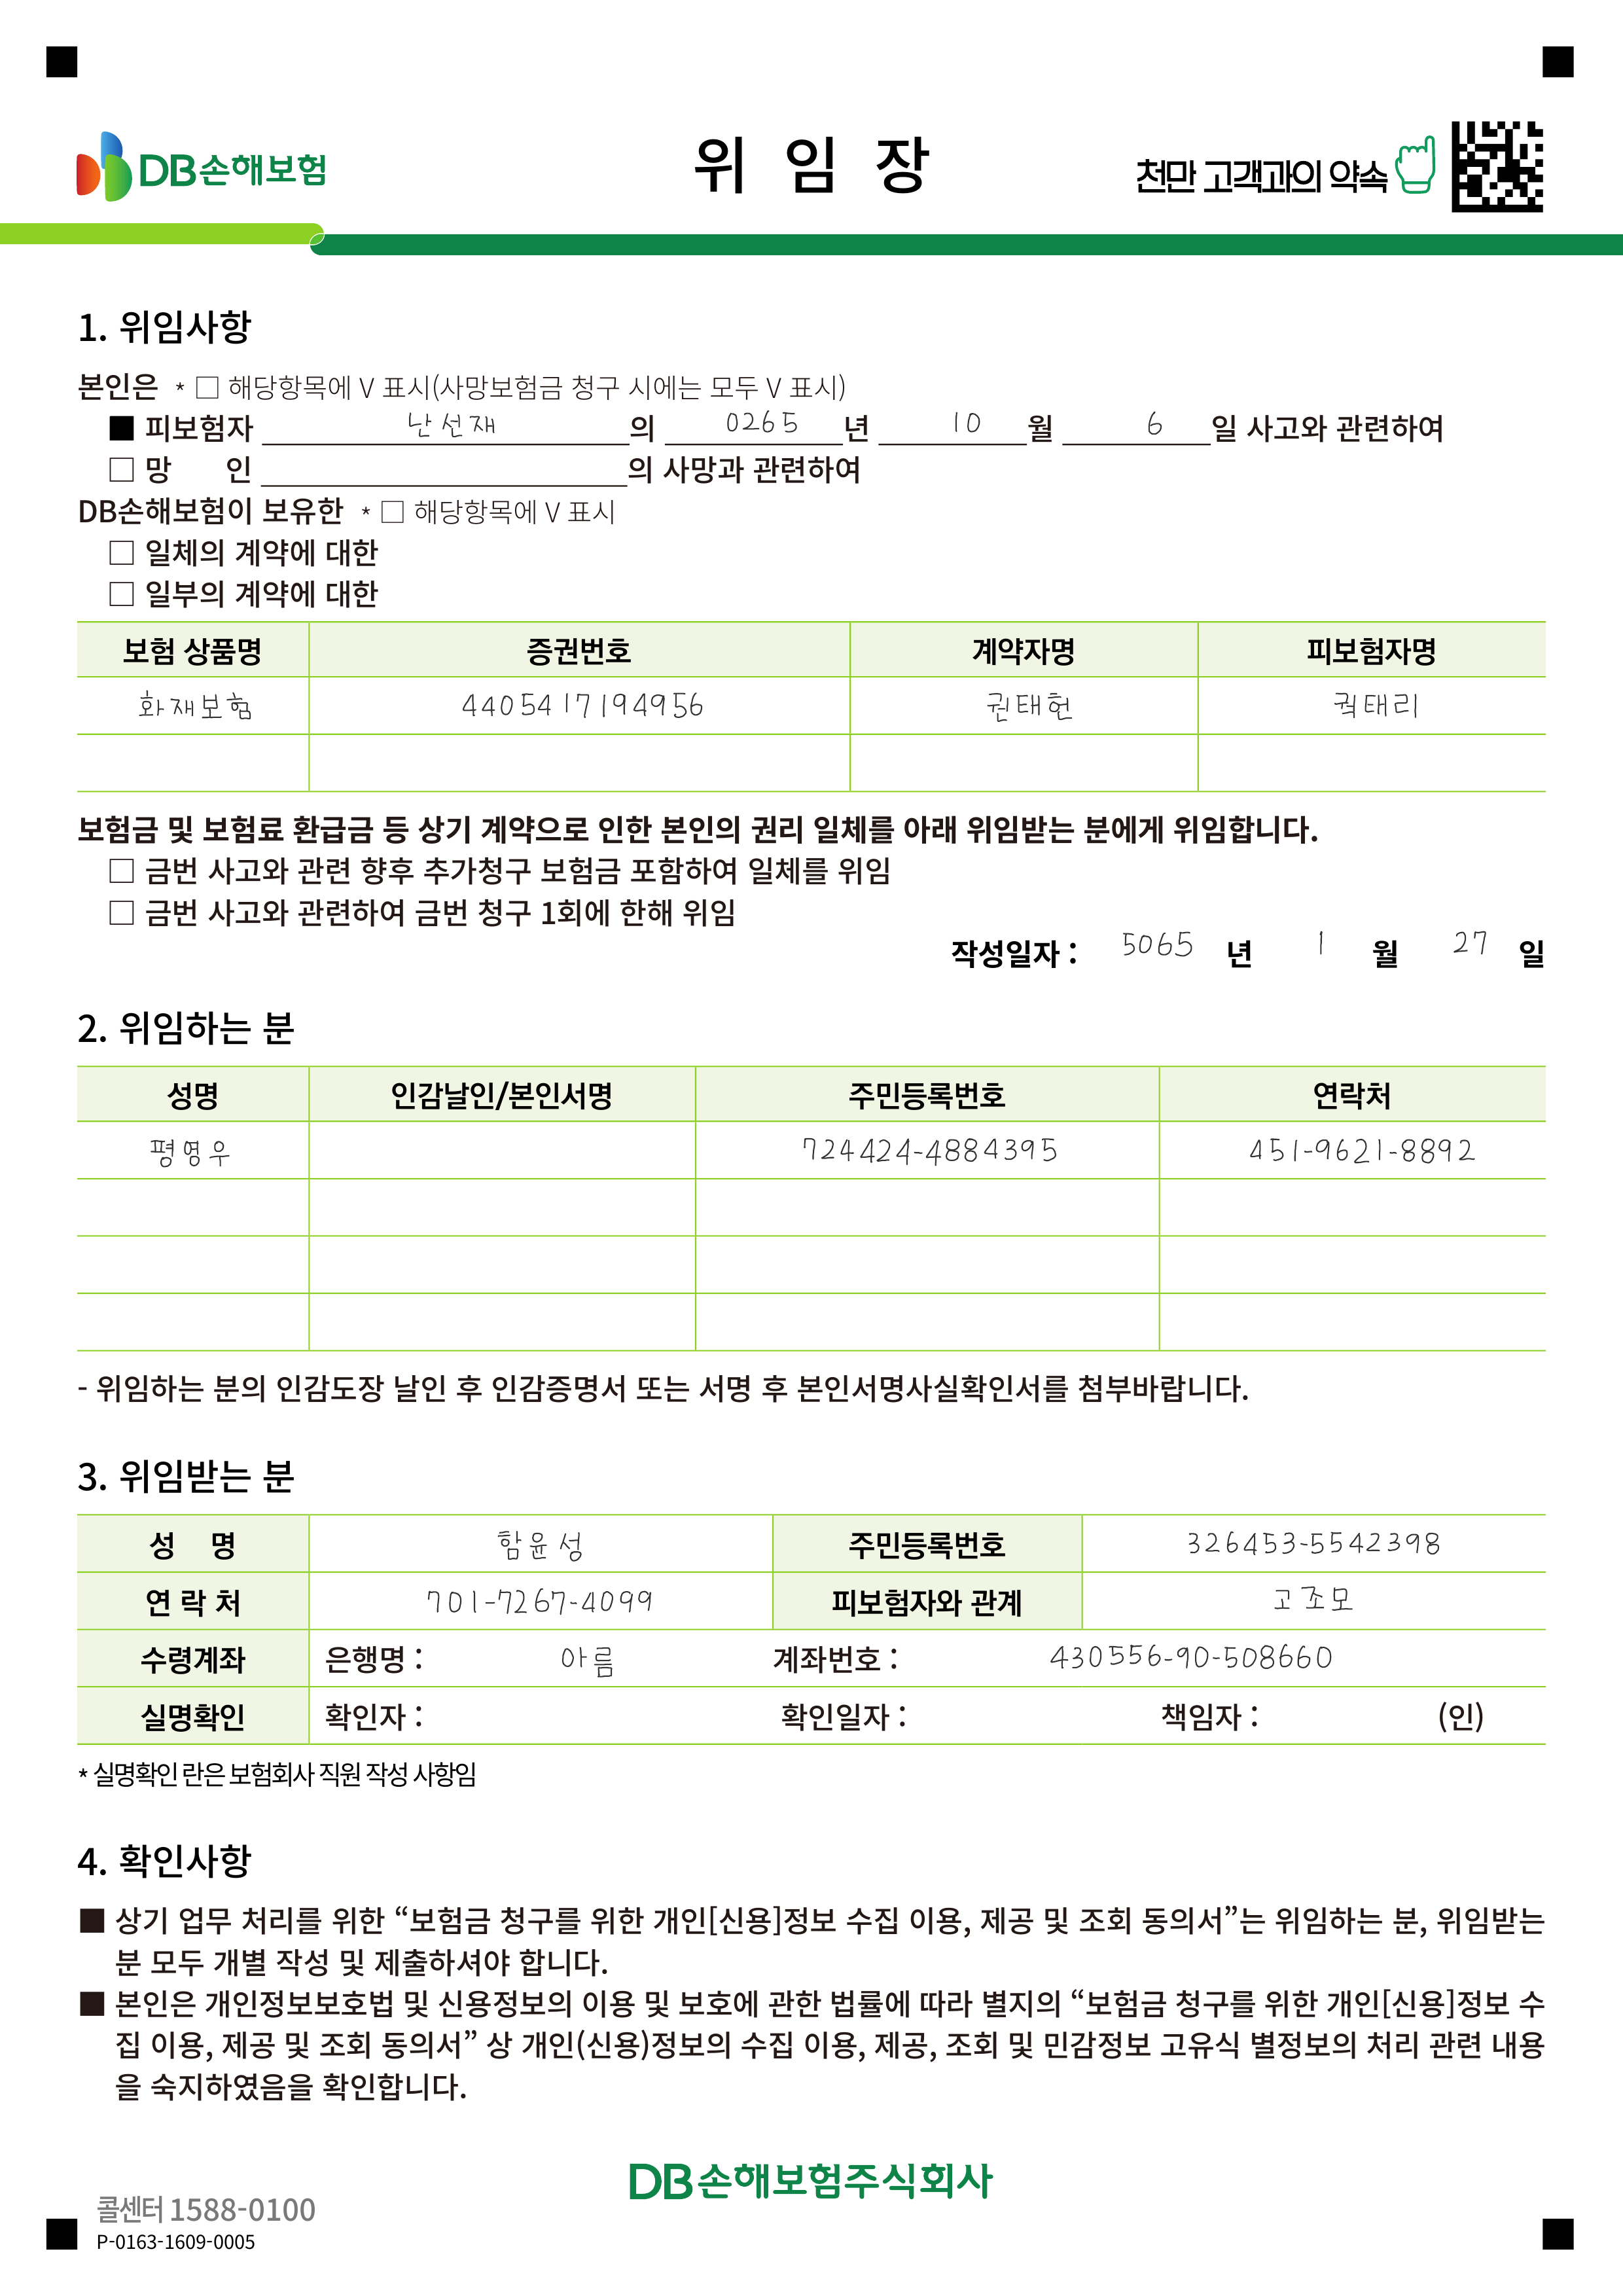 DB손해보험
위 임 장
천만 고객과의 약속
1. 위임사항
본인은 * □ 해당항목에 V 표시(사망보험금 청구 시에는 모두 V 표시)
■ 피보험자 난선재의 0265 년 10 월 6 일 사고와 관련하여
□ 망 인 의 사망과 관련하여
DB손해보험이 보유한 * □ 해당항목에 V 표시
□ 일체의 계약에 대한
□ 일부의 계약에 대한
보험 상품명 증권번호 계약자명 피보험자명
화재보험 4405417194956 권태헌 궉태리
보험금 및 보험료 환급금 등 상기 계약으로 인한 본인의 권리 일체를 아래 위임받는 분에게 위임합니다.
□ 금번 사고와 관련 향후 추가청구 보험금 포함하여 일체를 위임
□ 금번 사고와 관련하여 금번 청구 1회에 한해 위임
작성일자 : 5065 년 1 월 27 일
2. 위임하는 분
성명 인감날인/본인서명 주민등록번호 연락처
평영우 724424-4884395 451-9621-8892
- 위임하는 분의 인감도장 날인 후 인감증명서 또는 서명 후 본인서명사실확인서를 첨부바랍니다.
3. 위임받는 분
성 명 함윤성 주민등록번호 326453-5542398
연 락 처 701-7267-4099 피보험자와 관계 고조모
수령계좌 은행명 : 아름 계좌번호 : 430556-90-508660
실명확인 확인자 : 확인일자 : 책임자 : (인)
* 실명확인 란은 보험회사 직원 작성 사항임
4. 확인사항
■ 상기 업무 처리를 위한 “보험금 청구를 위한 개인[신용]정보 수집 이용, 제공 및 조회 동의서”는 위임하는 분, 위임받는
분 모두 개별 작성 및 제출하셔야 합니다.
■ 본인은 개인정보보호법 및 신용정보의 이용 및 보호에 관한 법률에 따라 별지의 “보험금 청구를 위한 개인[신용]정보 수
집 이용, 제공 및 조회 동의서” 상 개인(신용)정보의 수집 이용, 제공, 조회 및 민감정보 고유식 별정보의 처리 관련 내용
을 숙지하였음을 확인합니다.
DB손해보험주식회사
콜센터 1588-0100
P-0163-1609-0005